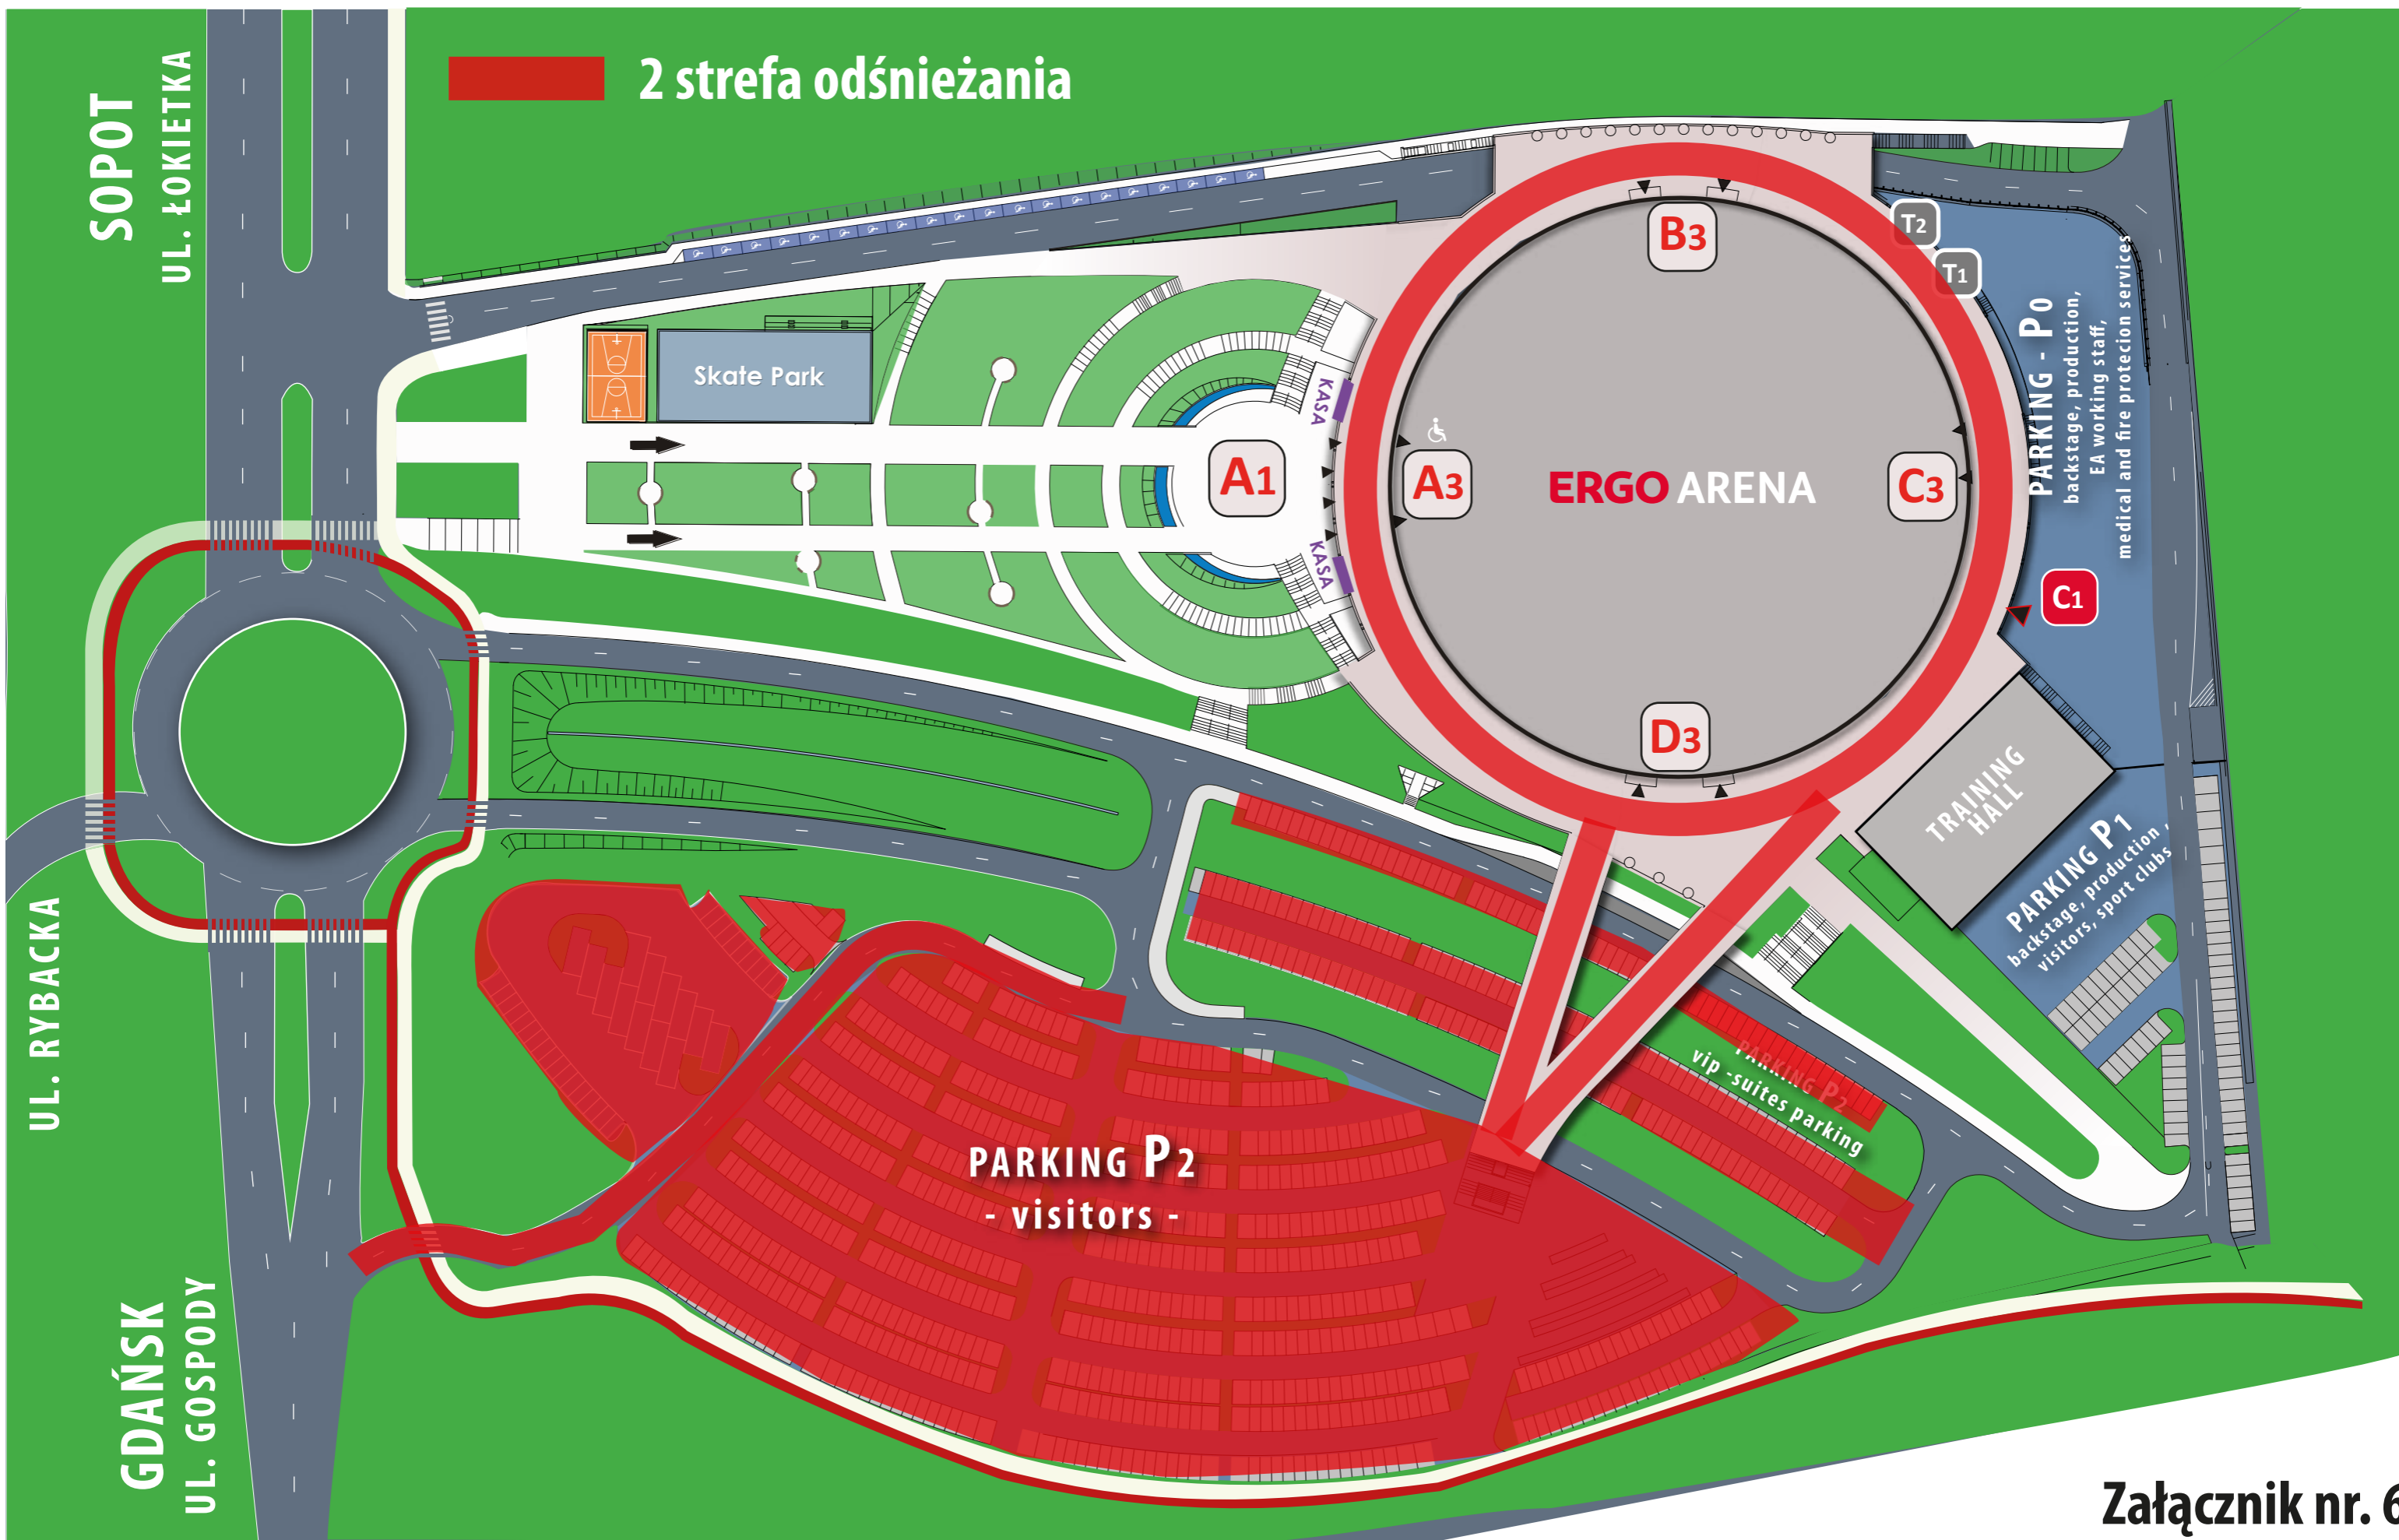 2 strefa odśnieżania
SOPOT
UL. ŁOKIETKA
Skate Park
KASA
KASA
A1
A3
B3
C3
D3
ERGO ARENA
T2
T1
C1
PARKING - P0
backstage, production,
EA working staff,
medical and fire protecion services
TRAINING
HALL
PARKING P1
backstage, production ,
visitors, sport clubs
PARKING P2
vip -suites parking
PARKING P2
- visitors -
UL. RYBACKA
GDAŃSK
UL. GOSPODY
Załącznik nr. 6